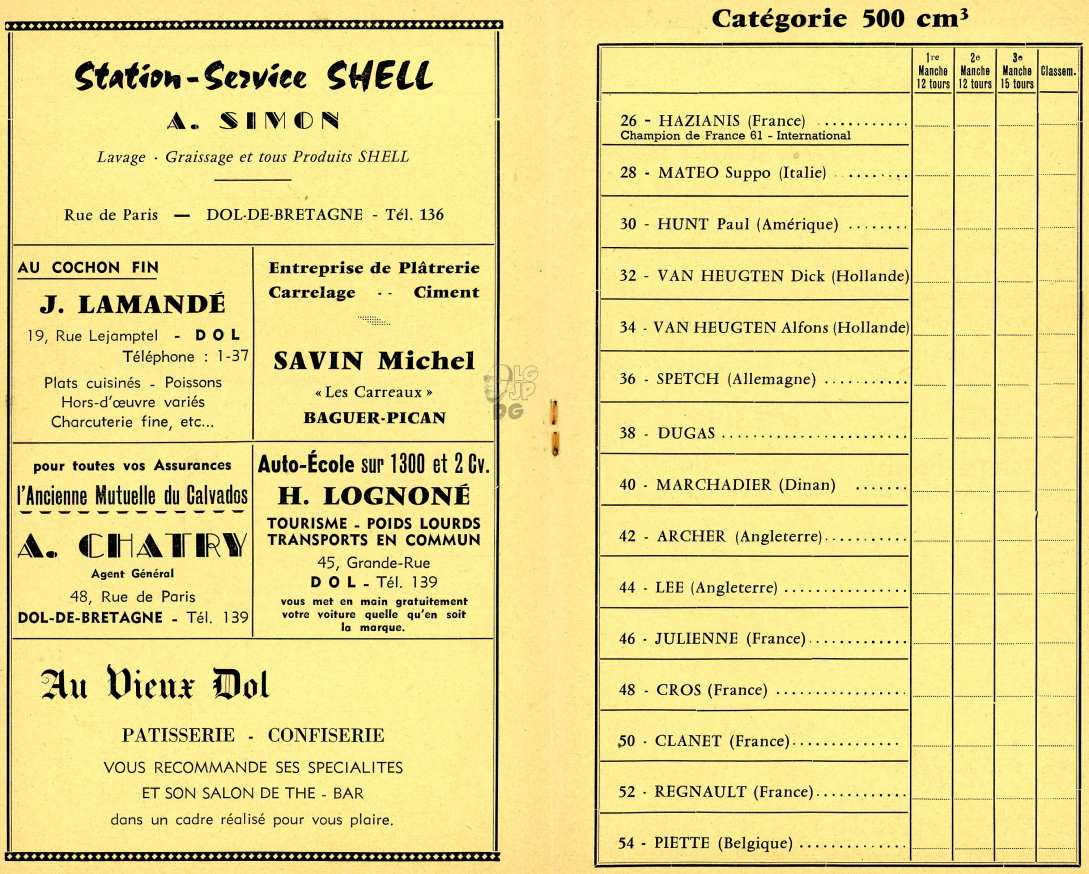 Station-Service SHELL
A. SIMON
Lavage - Graissage et tous Produits SHELL
Rue de Paris — DOL-DE-BRETAGNE - Tél. 136
AU COCHON FIN
J. LAMANDÉ
19, Rue Lejamptel - DOL
Téléphone : 1-37
Plats cuisinés - Poissons
Hors-d'œuvre variés
Charcuterie fine, etc...
Entreprise de Plâtrerie
Carrelage -- Ciment
SAVIN Michel
« Les Carreaux »
BAGUER-PICAN
pour toutes vos Assurances
l'Ancienne Mutuelle du Calvados
A. CHATRY
Agent Général
48, Rue de Paris
DOL-DE-BRETAGNE - Tél. 139
Auto-École sur 1300 et 2 Cv.
H. LOGNONÉ
TOURISME - POIDS LOURDS
TRANSPORTS EN COMMUN
45, Grande-Rue
DOL - Tél. 139
vous met en main gratuitement
votre voiture quelle qu'en soit
la marque.
Au Vieux Dol
PATISSERIE - CONFISERIE
VOUS RECOMMANDE SES SPECIALITES
ET SON SALON DE THE - BAR
dans un cadre réalisé pour vous plaire.
LG
JP
DG
Catégorie 500 cm³
1re Manche 12 tours
2e Manche 12 tours
3e Manche 15 tours
Classem.
26 - HAZIANIS (France) ............
Champion de France 61 - International
28 - MATEO Suppo (Italie) ........
30 - HUNT Paul (Amérique) ........
32 - VAN HEUGTEN Dick (Hollande)
34 - VAN HEUGTEN Alfons (Hollande)
36 - SPETCH (Allemagne) ...........
38 - DUGAS .........................
40 - MARCHADIER (Dinan) .......
42 - ARCHER (Angleterre) ...........
44 - LEE (Angleterre) ................
46 - JULIENNE (France) .............
48 - CROS (France) .................
50 - CLANET (France) ..............
52 - REGNAULT (France) ............
54 - PIETTE (Belgique) ..............